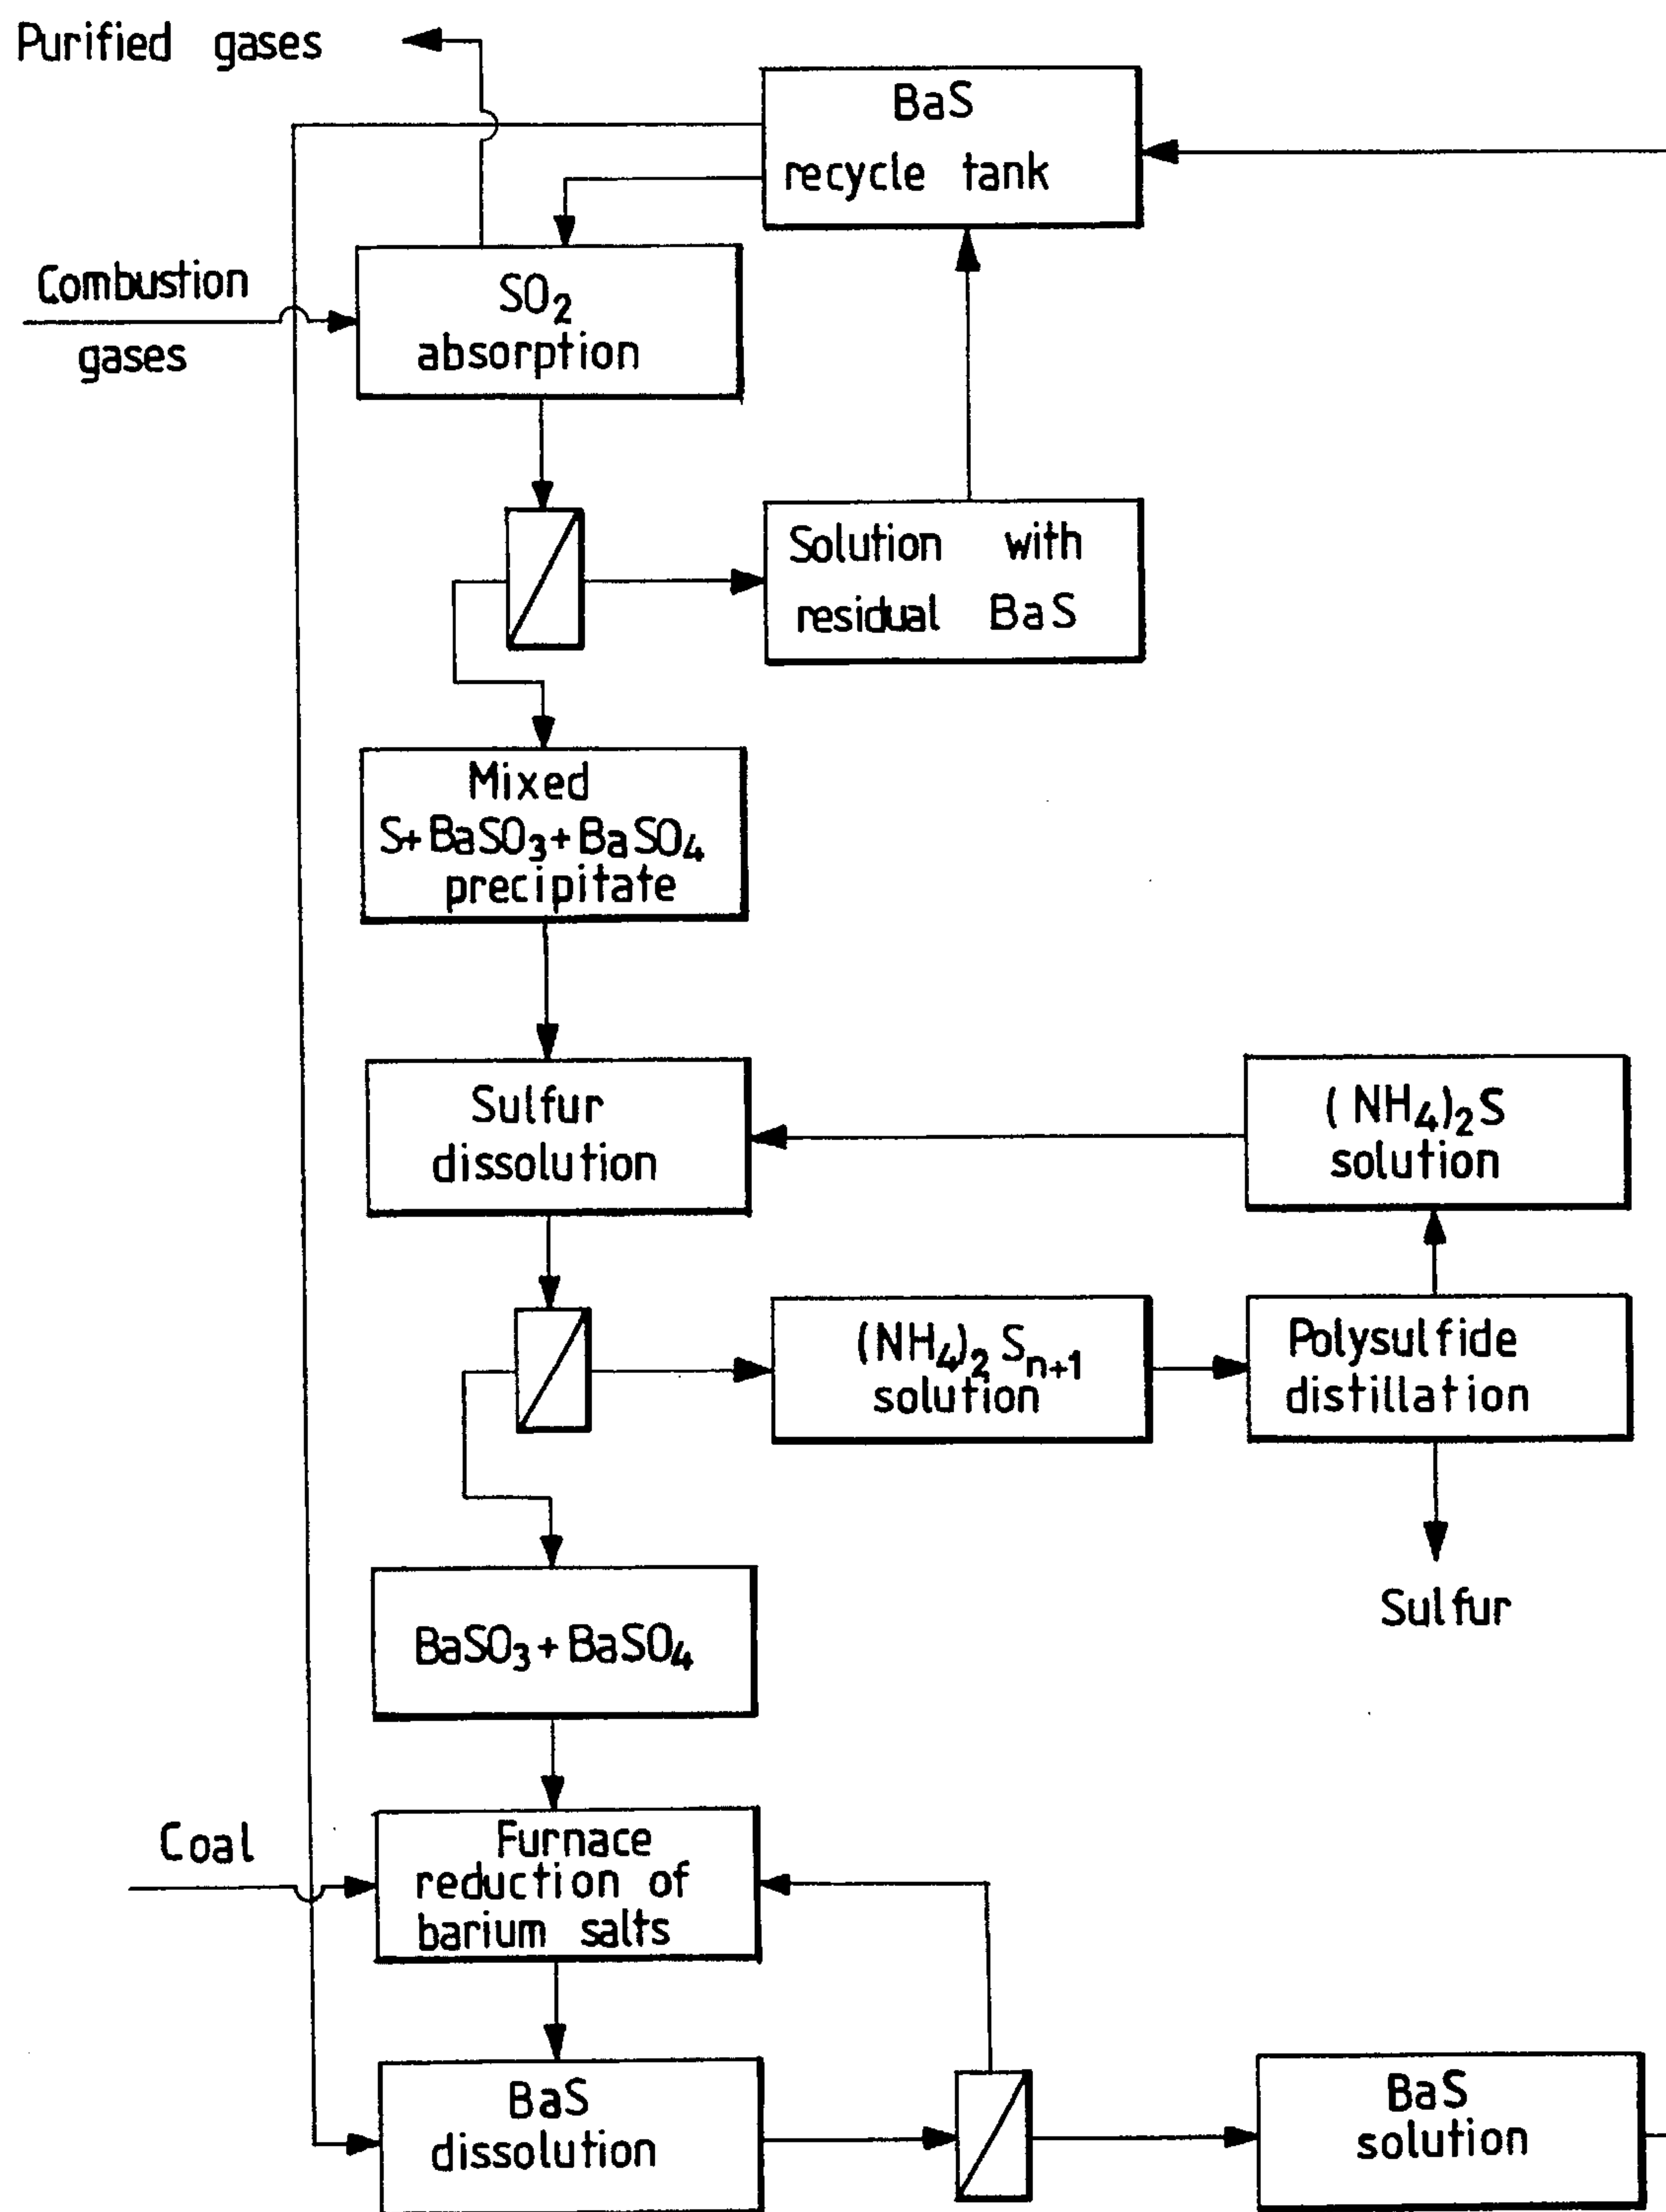 Purified gases
BaS
recycle tank
Combustion
gases
SO₂
absorption
Solution with
residual BaS
Mixed
S+BaSO₃+BaSO₄
precipitate
Sulfur
dissolution
(NH₄)₂S
solution
(NH₄)₂ Sₙ₊₁
solution
Polysulfide
distillation
Sulfur
BaSO₃+BaSO₄
Coal
Furnace
reduction of
barium salts
BaS
dissolution
BaS
solution